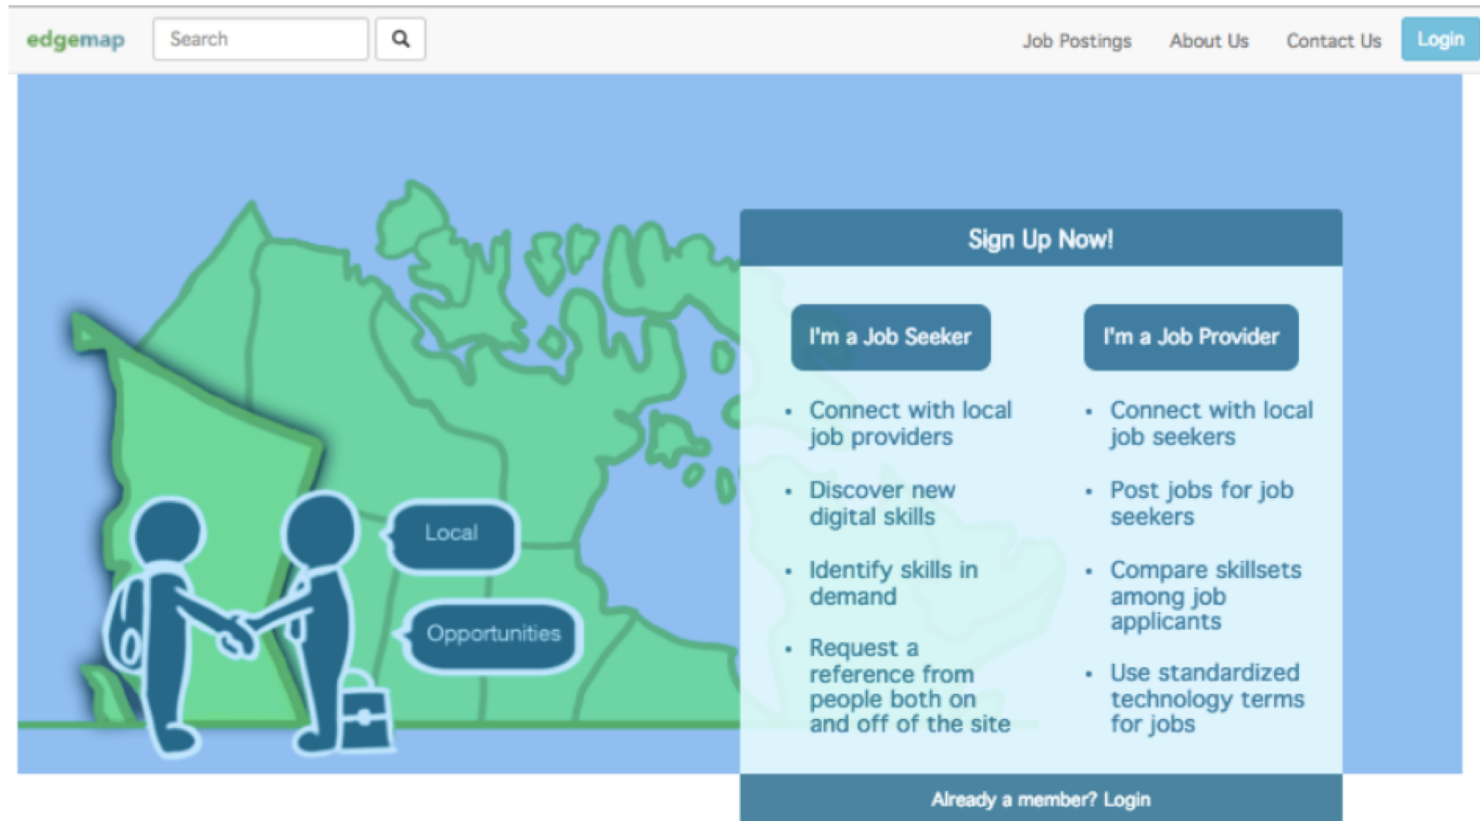 edgemap
Search
Job Postings
About Us
Contact Us
Login
Local
Opportunities
Sign Up Now!
I'm a Job Seeker
• Connect with local
job providers
• Discover new
digital skills
• Identify skills in
demand
• Request a
reference from
people both on
and off of the site
I'm a Job Provider
• Connect with local
job seekers
• Post jobs for job
seekers
• Compare skillsets
among job
applicants
• Use standardized
technology terms
for jobs
Already a member? Login